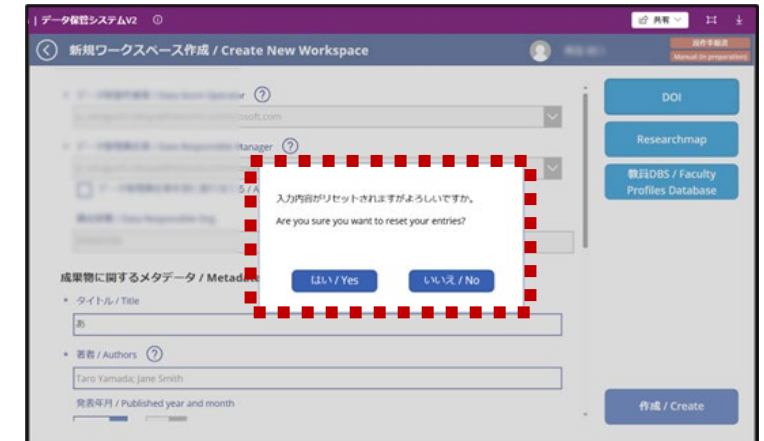 | データ保管システムV2
共有
新規ワークスペース作成 / Create New Workspace
操作手順書
Manual (in preparation)
osoft.com
Manager
入力内容がリセットされますがよろしいですか。
Are you sure you want to reset your entries?
はい / Yes
いいえ / No
成果物に関するメタデータ / Metadata
* タイトル / Title
あ
* 著者 / Authors
Taro Yamada; Jane Smith
発表年月 / Published year and month
DOI
Researchmap
教員DBS / Faculty
Profiles Database
作成 / Create